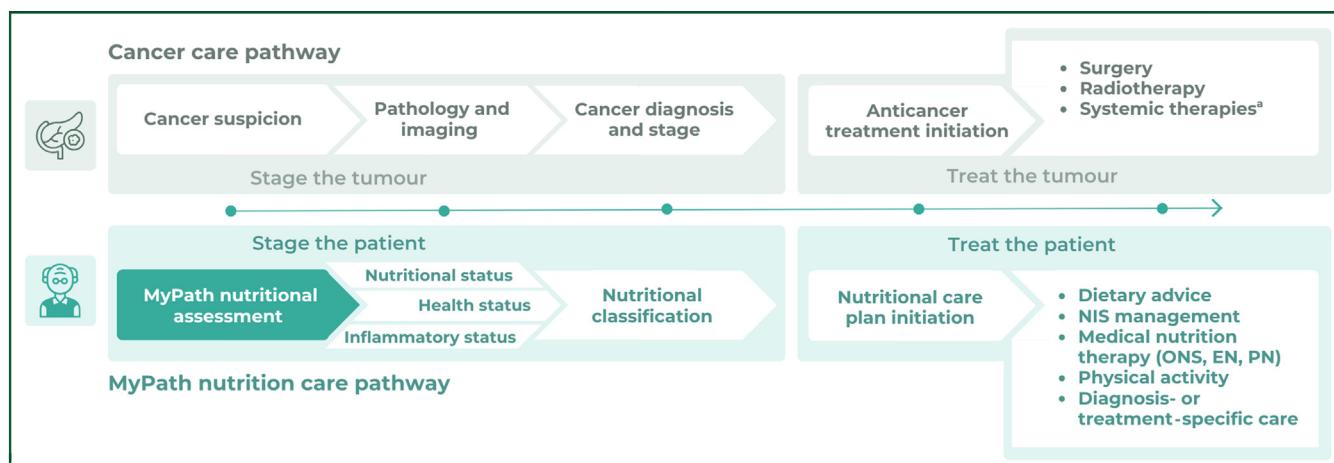 Cancer care pathway
Cancer suspicion
Pathology and
imaging
Cancer diagnosis
and stage
Stage the tumour
Anticancer
treatment initiation
• Surgery
• Radiotherapy
• Systemic therapiesᵃ
Treat the tumour
Stage the patient
MyPath nutritional
assessment
Nutritional status
Health status
Inflammatory status
Nutritional
classification
Treat the patient
Nutritional care
plan initiation
• Dietary advice
• NIS management
• Medical nutrition
therapy (ONS, EN, PN)
• Physical activity
• Diagnosis- or
treatment-specific care
MyPath nutrition care pathway